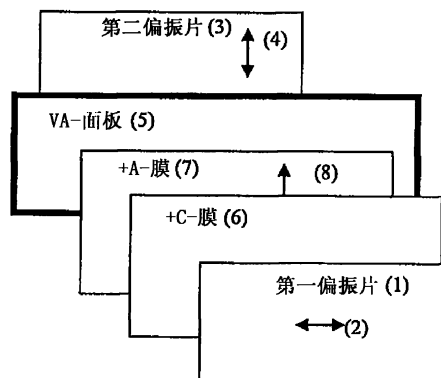 第二偏振片(3)
(4)
VA-面板(5)
+A-膜(7)
(8)
+C-膜(6)
第一偏振片(1)
(2)